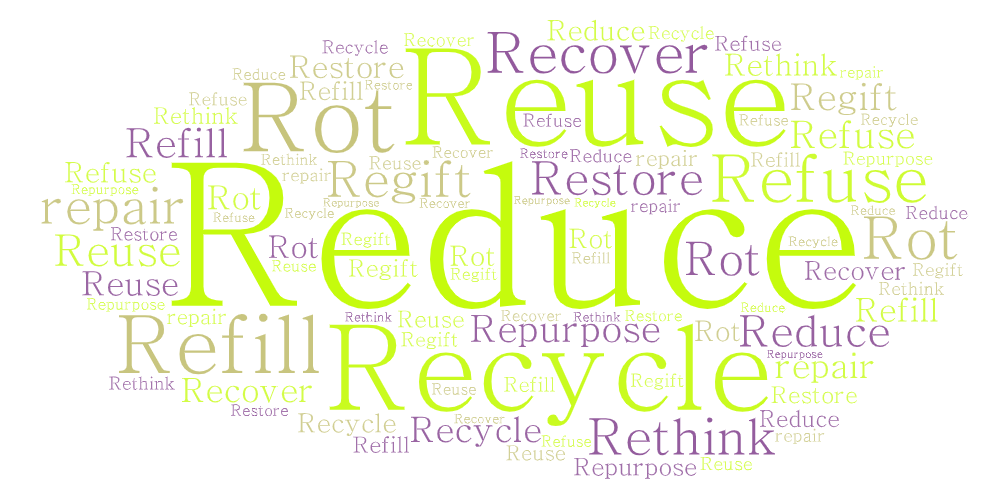 Reduce Recycle
Recover
Recycle
Recover
Refuse
Reuse
Restore
Rethink
repair
Reduce
Refill
Restore
Rot
Regift
Refuse
Rethink
Refuse
Refuse
Recycle
Refuse
Refill
Recover
Restore
Reduce
repair
Refill
Repurpose
Rethink
Reuse
Refuse
repair
Regift
Restore
Refuse
Repurpose
Reduce
Rot
repair
Repurpose
Recover
Repurpose
Recycle
repair
Recycle
Refuse
Reduce
Reduce
Restore
Rot
Regift
Rot
Recycle
Reuse
Rot
Rot
Rot
Refill
Reuse
Regift
Regift
Recover
Regift
Reuse
Rethink
Repurpose
Reduce
Refill
repair
Rethink
Reuse
Recover
Rethink
Restore
Refill
Repurpose
Rot
Reduce
Regift
Recycle
Repurpose
repair
Rethink
Recover
Reuse
Refill
Regift
Restore
Restore
Recycle
Recycle
Recover
Reduce
Refill
Refuse
Rethink
repair
Reuse
Repurpose
Reuse